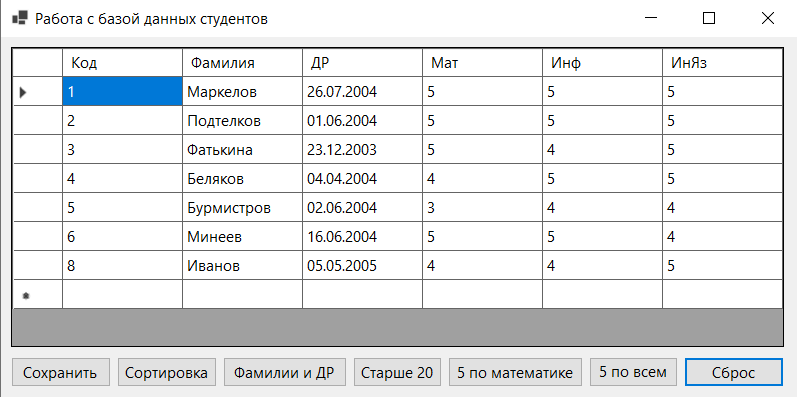 Работа с базой данных студентов
Код Фамилия ДР Мат Инф ИнЯз
1 Маркелов 26.07.2004 5 5 5
2 Подтелков 01.06.2004 5 5 5
3 Фатькина 23.12.2003 5 4 5
4 Беляков 04.04.2004 4 5 5
5 Бурмистров 02.06.2004 3 4 4
6 Минеев 16.06.2004 5 5 4
8 Иванов 05.05.2005 4 4 5
Сохранить Сортировка Фамилии и ДР Старше 20 5 по математике 5 по всем Сброс